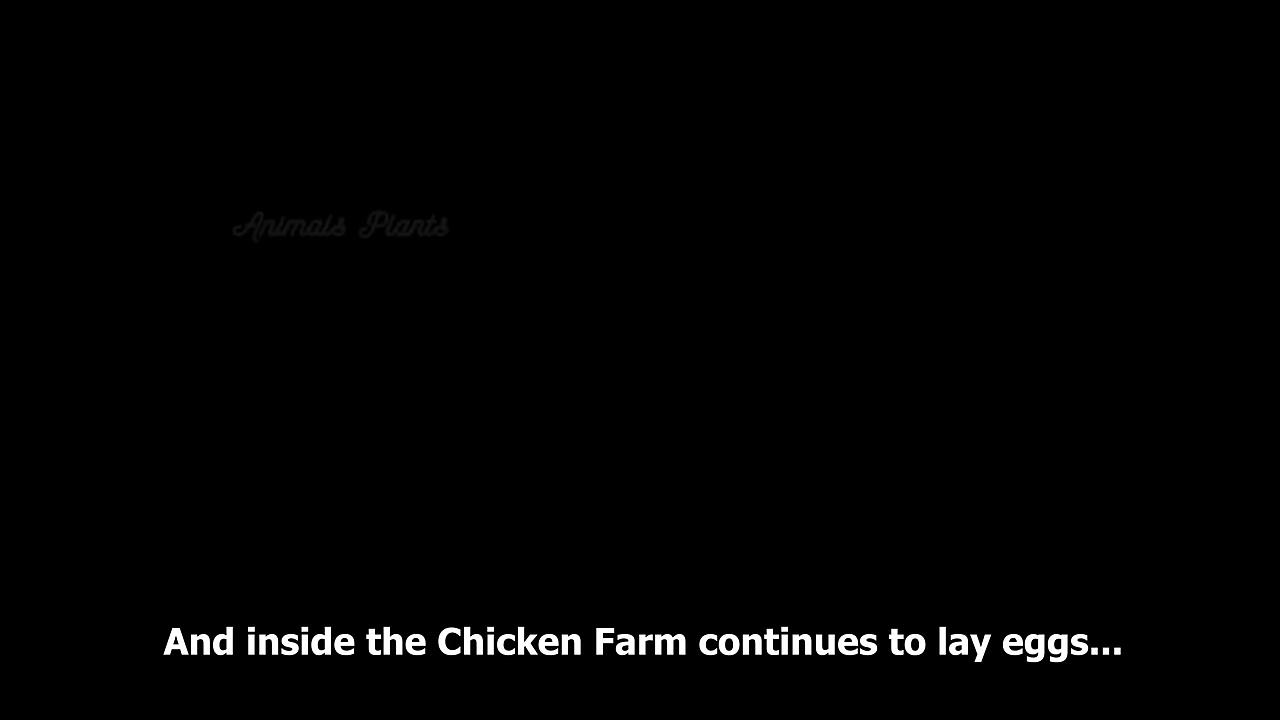 Animals Plants
And inside the Chicken Farm continues to lay eggs...